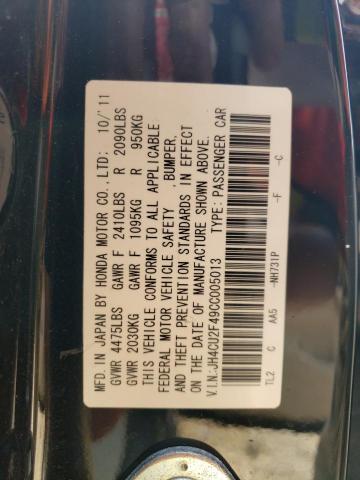 MFD. IN JAPAN BY HONDA MOTOR CO., LTD: 10/'11
GVWR 4475LBS GAWR F 2410LBS R 2090LBS
GVWR 2030KG GAWR F 1095KG R 950KG
THIS VEHICLE CONFORMS TO ALL APPLICABLE
FEDERAL MOTOR VEHICLE SAFETY ,BUMPER,
AND THEFT PREVENTION STANDARDS IN EFFECT
ON THE DATE OF MANUFACTURE SHOWN ABOVE.
V.I.N.:JH4CU2F49CC005013 TYPE: PASSENGER CAR
TL2 C AA5 -NH731P -F -C